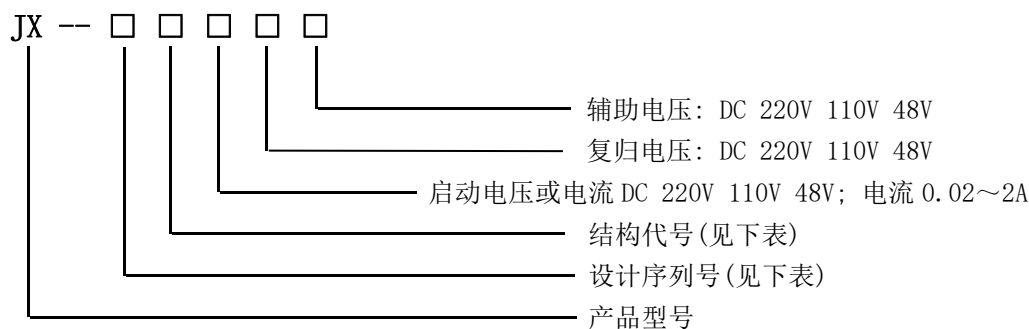 JX -- □ □ □ □ □
辅助电压: DC 220V 110V 48V
复归电压: DC 220V 110V 48V
启动电压或电流 DC 220V 110V 48V; 电流 0.02～2A
结构代号(见下表)
设计序列号(见下表)
产品型号